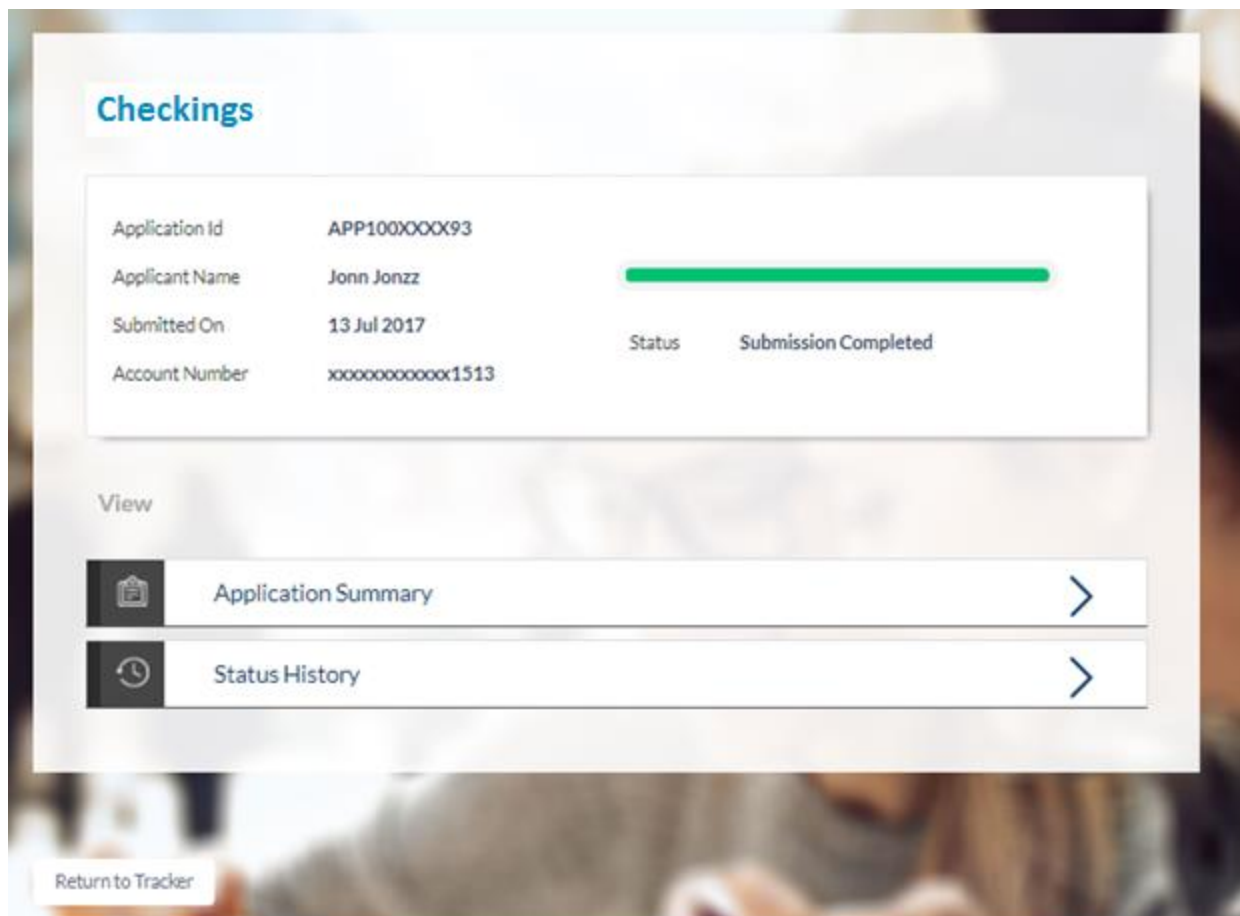 Checkings
Application Id APP100XXXX93
Applicant Name Jonn Jonzz
Submitted On 13 Jul 2017
Account Number xxxxxxxxxxxx1513
Status Submission Completed
View
Application Summary
Status History
Return to Tracker